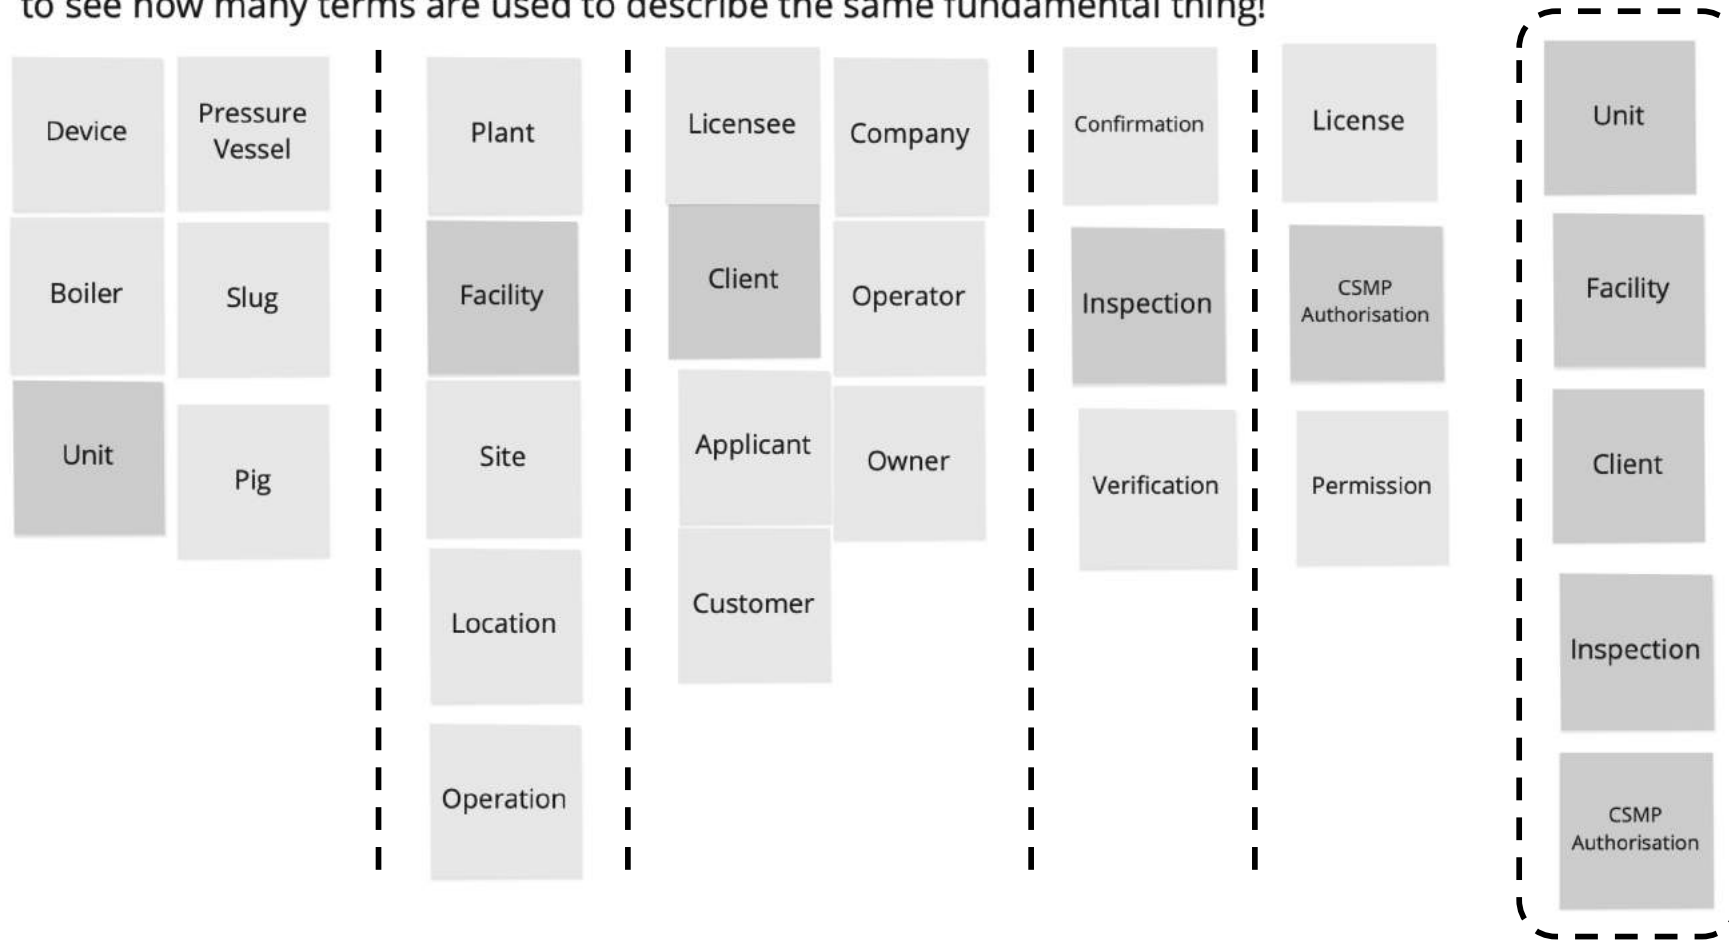 to see how many terms are used to describe the same fundamental thing!
Device
Pressure
Vessel
Boiler
Slug
Unit
Pig
Plant
Facility
Site
Location
Operation
Licensee
Company
Client
Operator
Applicant
Owner
Customer
Confirmation
Inspection
Verification
License
CSMP
Authorisation
Permission
Unit
Facility
Client
Inspection
CSMP
Authorisation